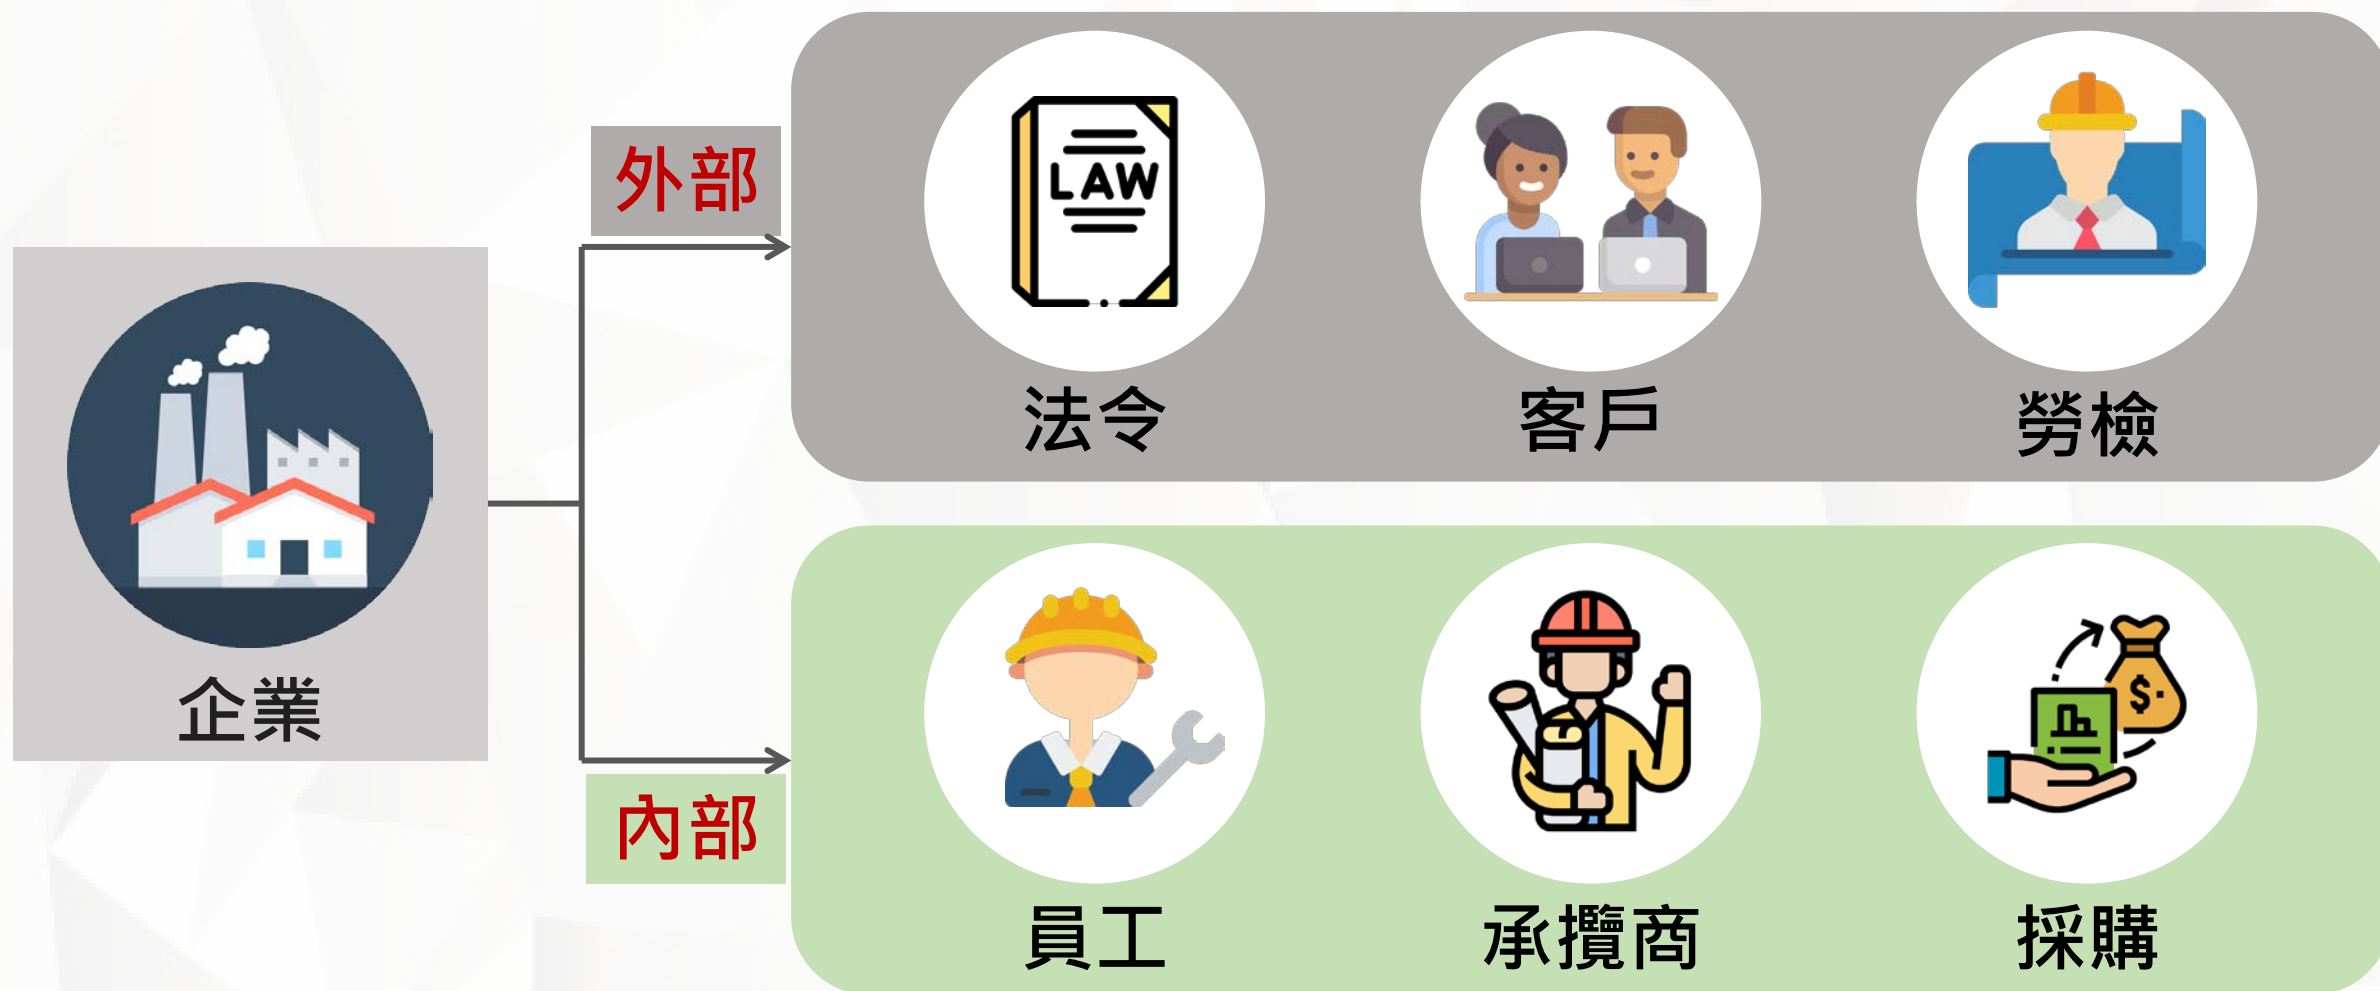 企業
外部
LAW
法令
客戶
勞檢
內部
$
員工
承攬商
採購